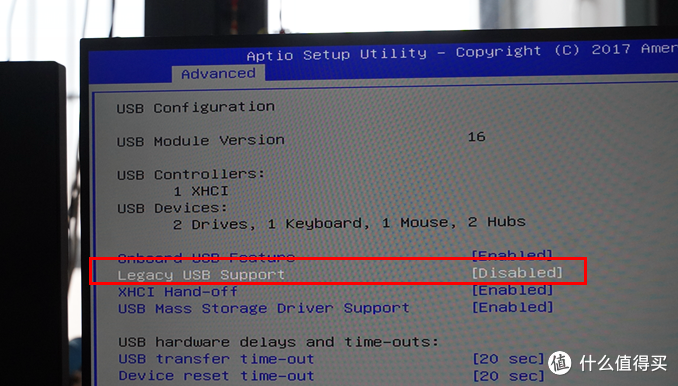 Aptio Setup Utility - Copyright (C) 2017 Amer
Advanced
USB Configuration
USB Module Version 16
USB Controllers:
1 XHCI
USB Devices:
2 Drives, 1 Keyboard, 1 Mouse, 2 Hubs
Onboard USB Feature [Enabled]
Legacy USB Support [Disabled]
XHCI Hand-off [Enabled]
USB Mass Storage Driver Support [Enabled]
USB hardware delays and time-outs:
USB transfer time-out [20 sec]
Device reset time-out [20 sec]
值 什么值得买